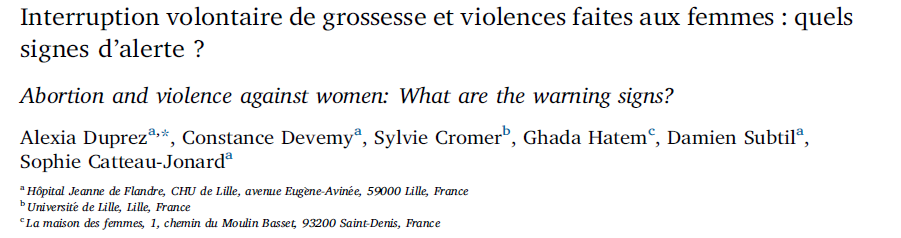 Interruption volontaire de grossesse et violences faites aux femmes : quels
signes d’alerte ?
Abortion and violence against women: What are the warning signs?
Alexia Duprez a,*, Constance Devemy a, Sylvie Cromer b, Ghada Hatem c, Damien Subtil a,
Sophie Catteau-Jonard a
a Hôpital Jeanne de Flandre, CHU de Lille, avenue Eugène-Avinée, 59000 Lille, France
b Université de Lille, Lille, France
c La maison des femmes, 1, chemin du Moulin Basset, 93200 Saint-Denis, France